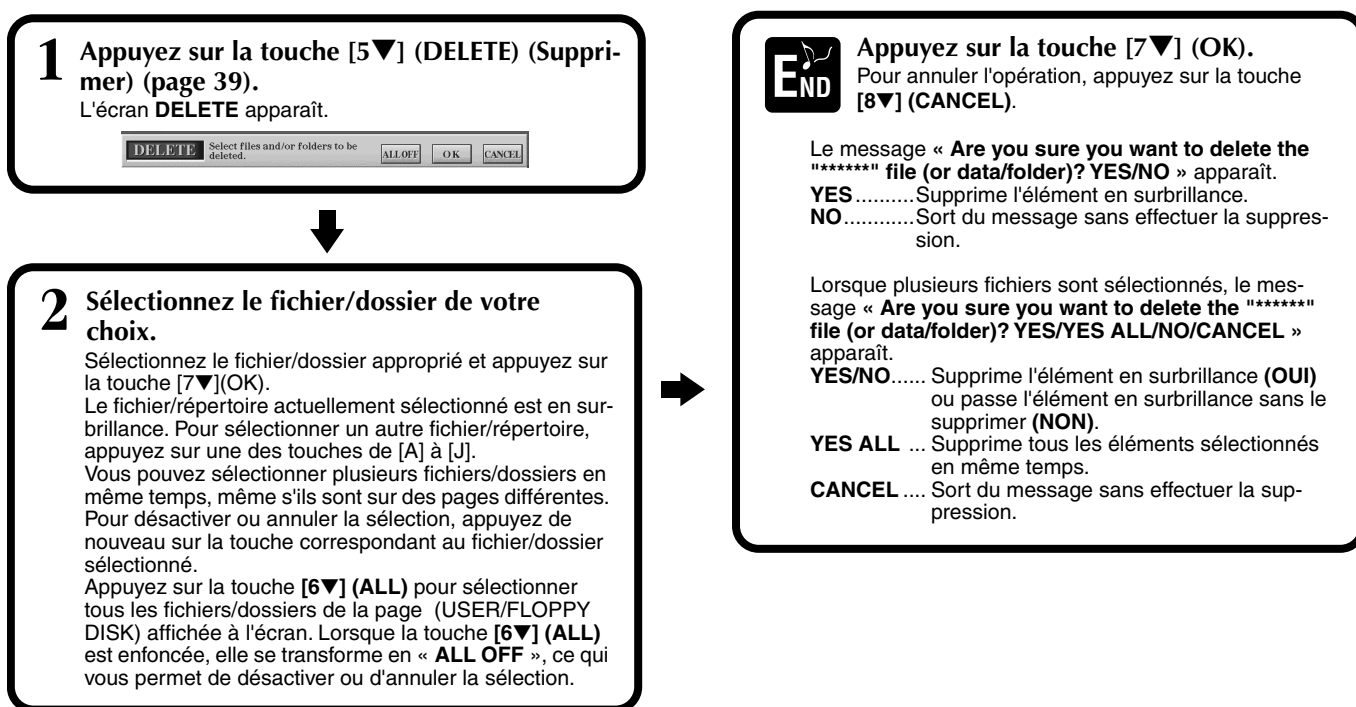 1 Appuyez sur la touche [5▼] (DELETE) (Suppri-
mer) (page 39).
L'écran DELETE apparaît.
DELETE Select files and/or folders to be
deleted. ALL OFF OK CANCEL
2 Sélectionnez le fichier/dossier de votre
choix.
Sélectionnez le fichier/dossier approprié et appuyez sur
la touche [7▼](OK).
Le fichier/répertoire actuellement sélectionné est en sur-
brillance. Pour sélectionner un autre fichier/répertoire,
appuyez sur une des touches de [A] à [J].
Vous pouvez sélectionner plusieurs fichiers/dossiers en
même temps, même s'ils sont sur des pages différentes.
Pour désactiver ou annuler la sélection, appuyez de
nouveau sur la touche correspondant au fichier/dossier
sélectionné.
Appuyez sur la touche [6▼] (ALL) pour sélectionner
tous les fichiers/dossiers de la page (USER/FLOPPY
DISK) affichée à l'écran. Lorsque la touche [6▼] (ALL)
est enfoncée, elle se transforme en « ALL OFF », ce qui
vous permet de désactiver ou d'annuler la sélection.
END Appuyez sur la touche [7▼] (OK).
Pour annuler l'opération, appuyez sur la touche
[8▼] (CANCEL).
Le message « Are you sure you want to delete the
"******" file (or data/folder)? YES/NO » apparaît.
YES..........Supprime l'élément en surbrillance.
NO............Sort du message sans effectuer la suppres-
sion.
Lorsque plusieurs fichiers sont sélectionnés, le mes-
sage « Are you sure you want to delete the "******"
file (or data/folder)? YES/YES ALL/NO/CANCEL »
apparaît.
YES/NO...... Supprime l'élément en surbrillance (OUI)
ou passe l'élément en surbrillance sans le
supprimer (NON).
YES ALL ... Supprime tous les éléments sélectionnés
en même temps.
CANCEL .... Sort du message sans effectuer la sup-
pression.